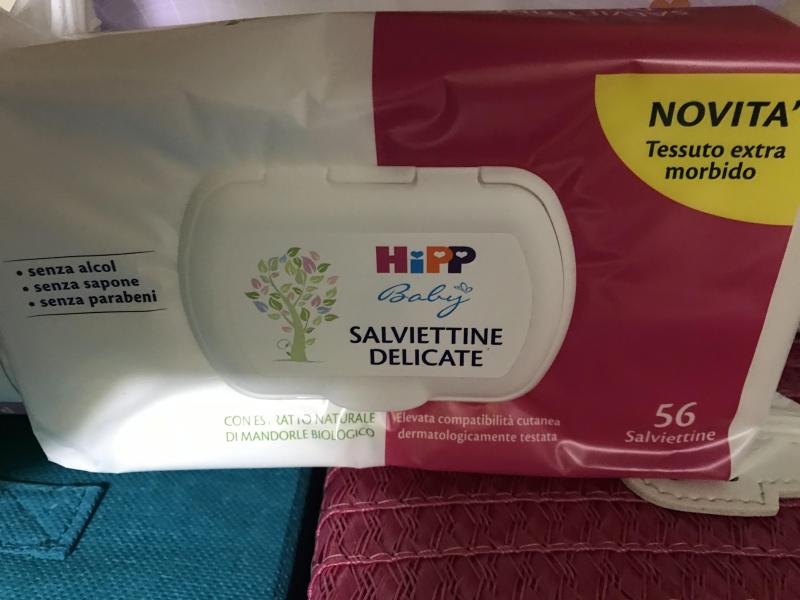 NOVITA'
Tessuto extra
morbido
• senza alcol
• senza sapone
• senza parabeni
HiPP
Baby
SALVIETTINE
DELICATE
CON ESTRATTO NATURALE
DI MANDORLE BIOLOGICO
Elevata compatibilità cutanea
dermatologicamente testata
56
Salviettine